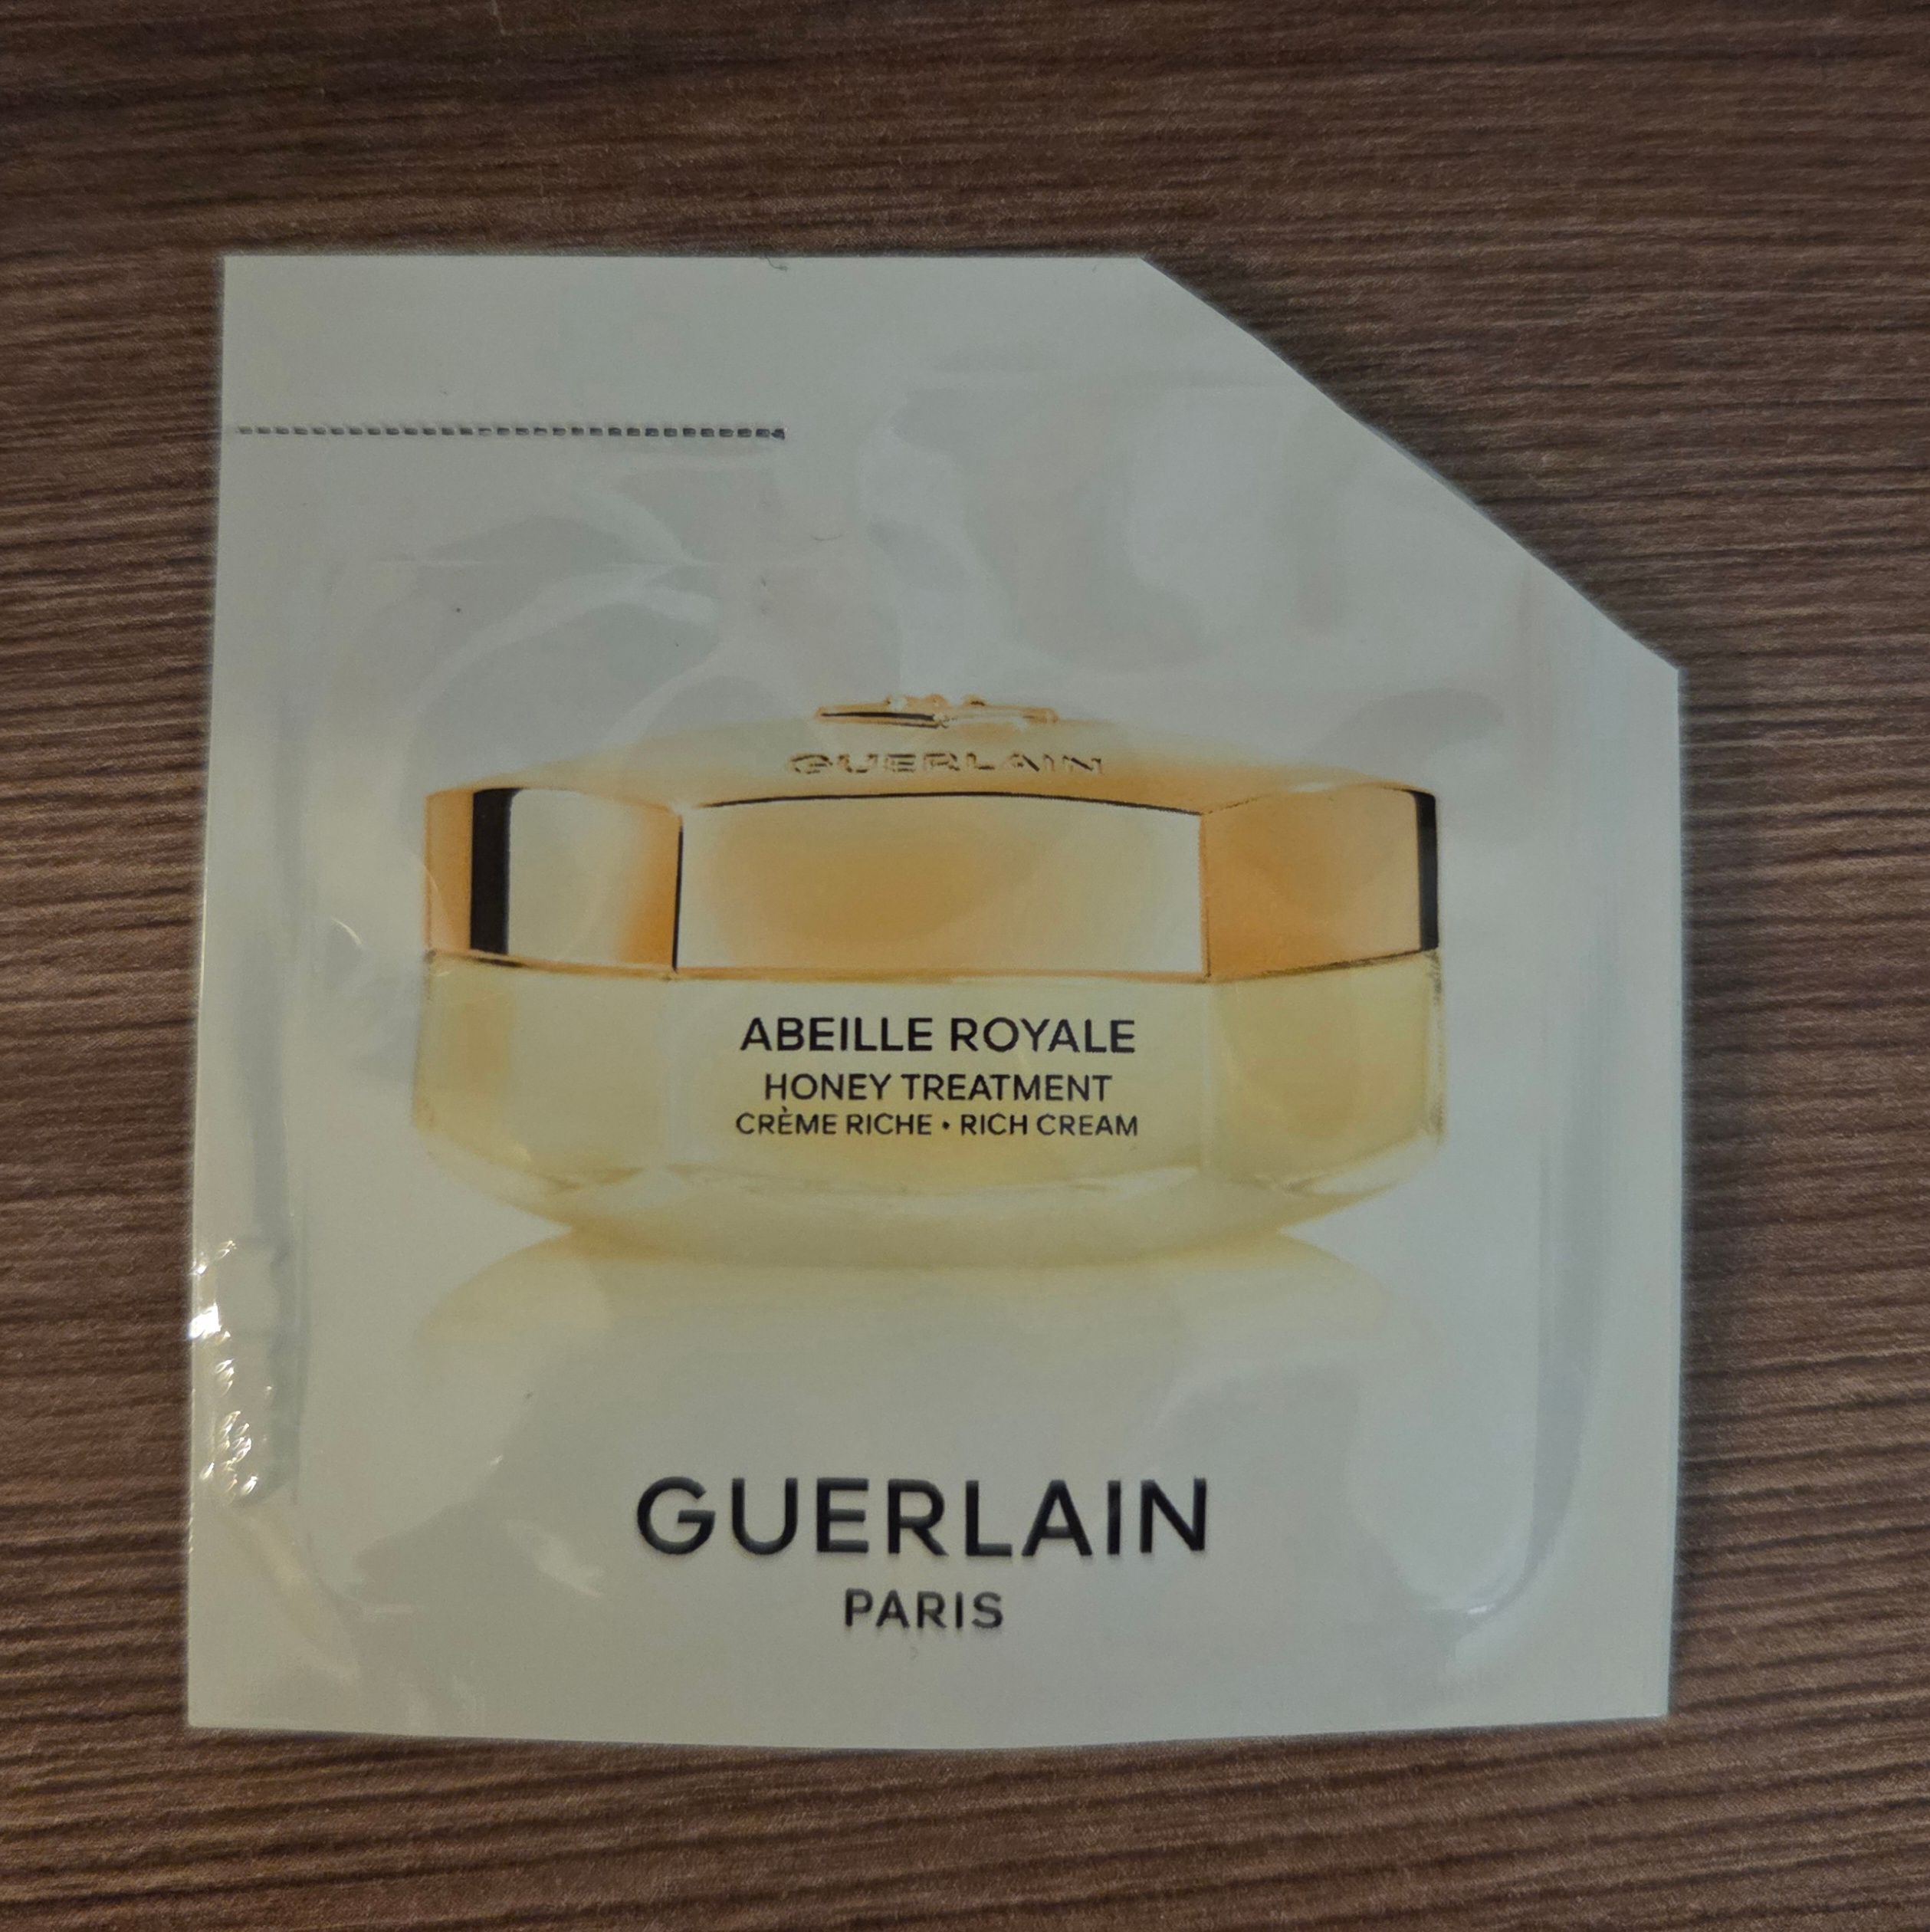 GUERLAIN
ABEILLE ROYALE
HONEY TREATMENT
CRÈME RICHE • RICH CREAM
GUERLAIN
PARIS